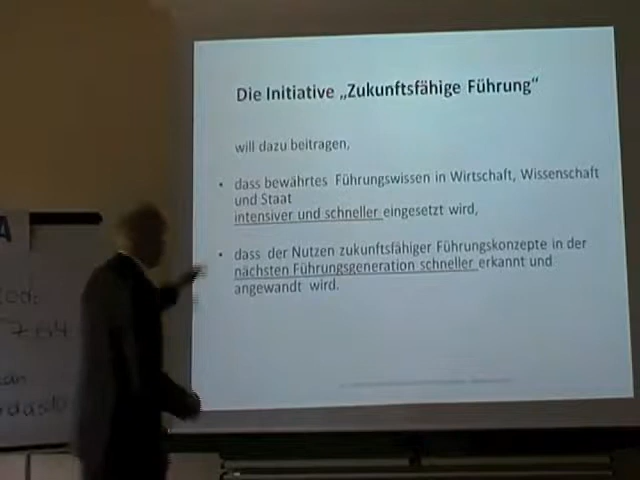 Die Initiative „Zukunftsfähige Führung“
will dazu beitragen,
• dass bewährtes Führungswissen in Wirtschaft, Wissenschaft
und Staat
intensiver und schneller eingesetzt wird,
• dass der Nutzen zukunftsfähiger Führungskonzepte in der
nächsten Führungsgeneration schneller erkannt und
angewandt wird.
A